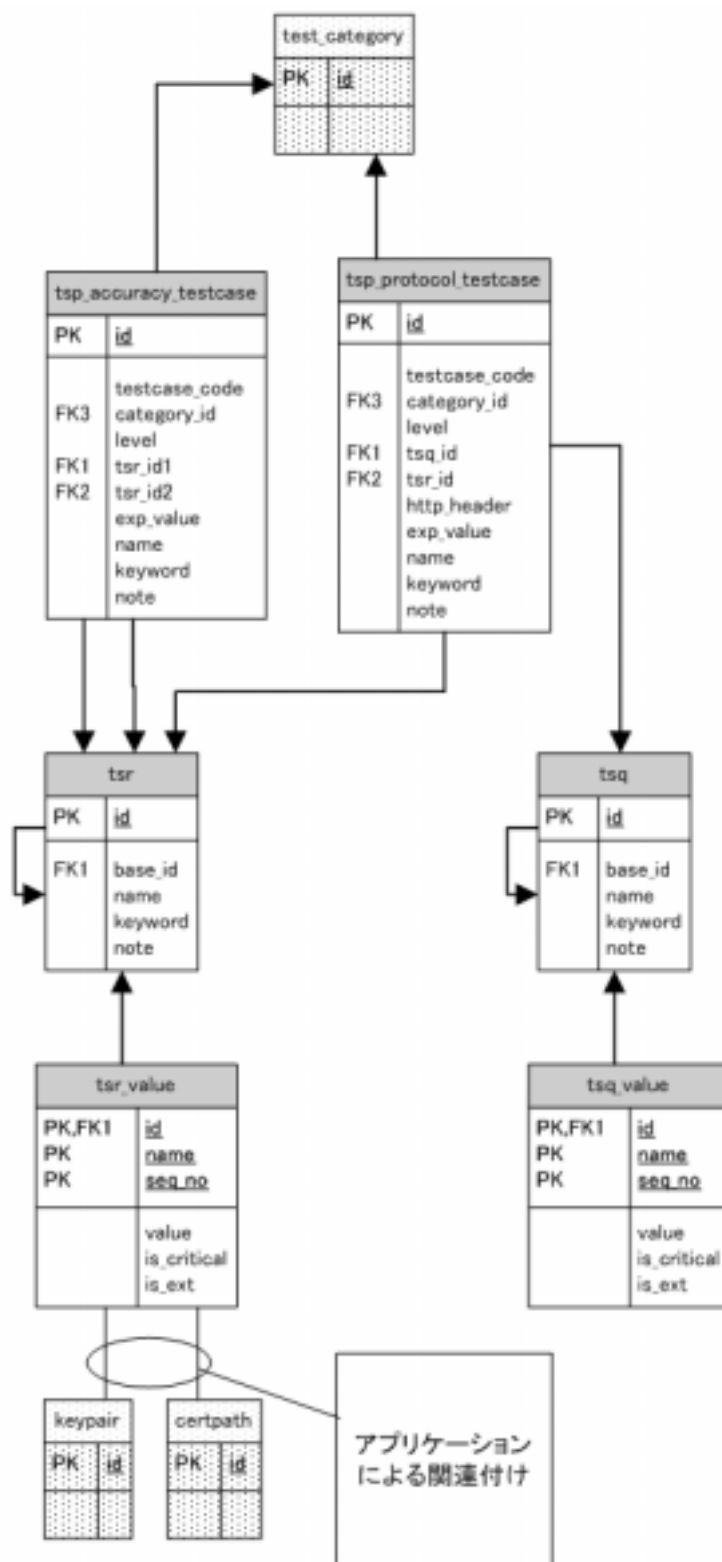 test_category
PK id
tsp_accuracy_testcase
PK id
testcase_code
FK3 category_id
level
FK1 tsr_id1
FK2 tsr_id2
exp_value
name
keyword
note
tsp_protocol_testcase
PK id
testcase_code
FK3 category_id
level
FK1 tsq_id
FK2 tsr_id
http_header
exp_value
name
keyword
note
tsr
PK id
FK1 base_id
name
keyword
note
tsq
PK id
FK1 base_id
name
keyword
note
tsr_value
PK,FK1 id
PK name
PK seq_no
value
is_critical
is_ext
tsq_value
PK,FK1 id
PK name
PK seq_no
value
is_critical
is_ext
keypair
PK id
certpath
PK id
アプリケーション
による関連付け